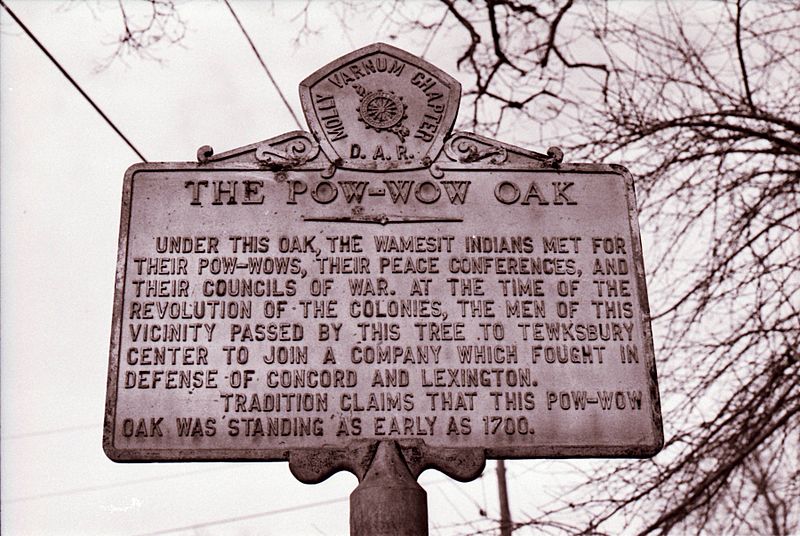 MOLLY VARNUM CHAPTER
D.A.R.
THE POW-WOW OAK
UNDER THIS OAK, THE WAMESIT INDIANS MET FOR
THEIR POW-WOWS, THEIR PEACE CONFERENCES, AND
THEIR COUNCILS OF WAR. AT THE TIME OF THE
REVOLUTION OF THE COLONIES, THE MEN OF THIS
VICINITY PASSED BY THIS TREE TO TEWKSBURY
CENTER TO JOIN A COMPANY WHICH FOUGHT IN
DEFENSE OF CONCORD AND LEXINGTON.
TRADITION CLAIMS THAT THIS POW-WOW
OAK WAS STANDING AS EARLY AS 1700.